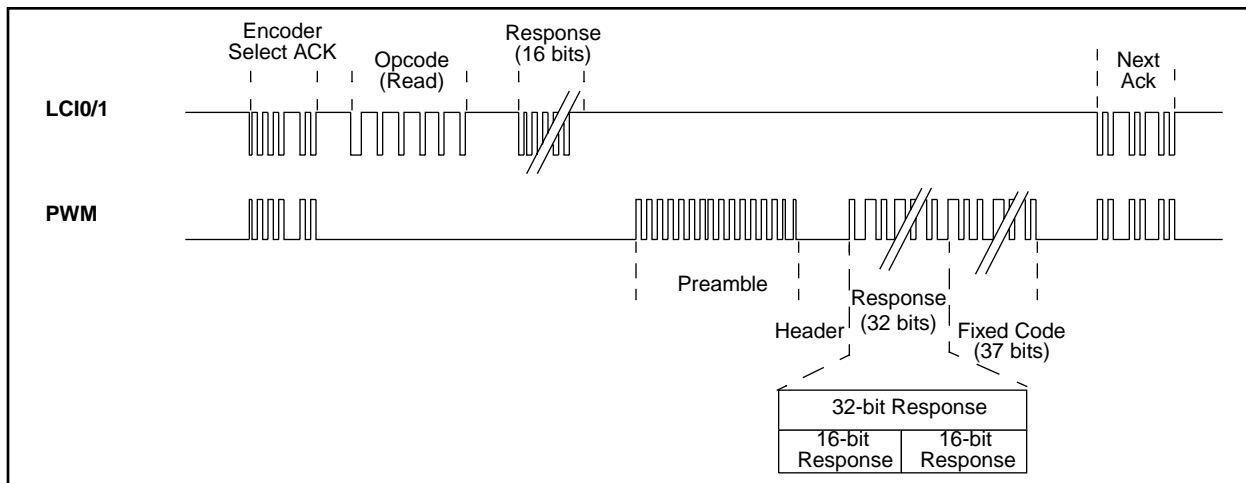 Encoder
Select ACK
Opcode
(Read)
Response
(16 bits)
Next
Ack
LCI0/1
PWM
Preamble
Header
Response
(32 bits)
Fixed Code
(37 bits)
32-bit Response
16-bit
Response
16-bit
Response